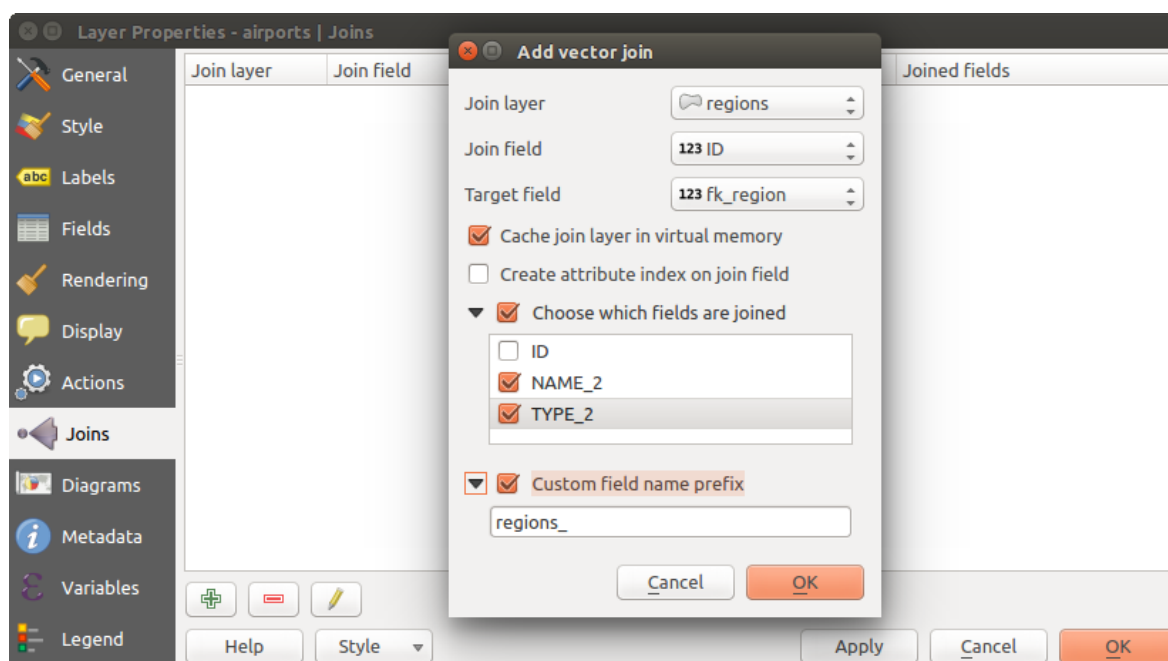 Layer Properties - airports | Joins
General
Style
abc Labels
Fields
Rendering
Display
Actions
Joins
Diagrams
i Metadata
Variables
Legend
Join layer Join field Joined fields
Add vector join
Join layer regions
Join field 123 ID
Target field 123 fk_region
Cache join layer in virtual memory
Create attribute index on join field
Choose which fields are joined
ID
NAME_2
TYPE_2
Custom field name prefix
regions_
Cancel OK
Help Style Apply Cancel OK